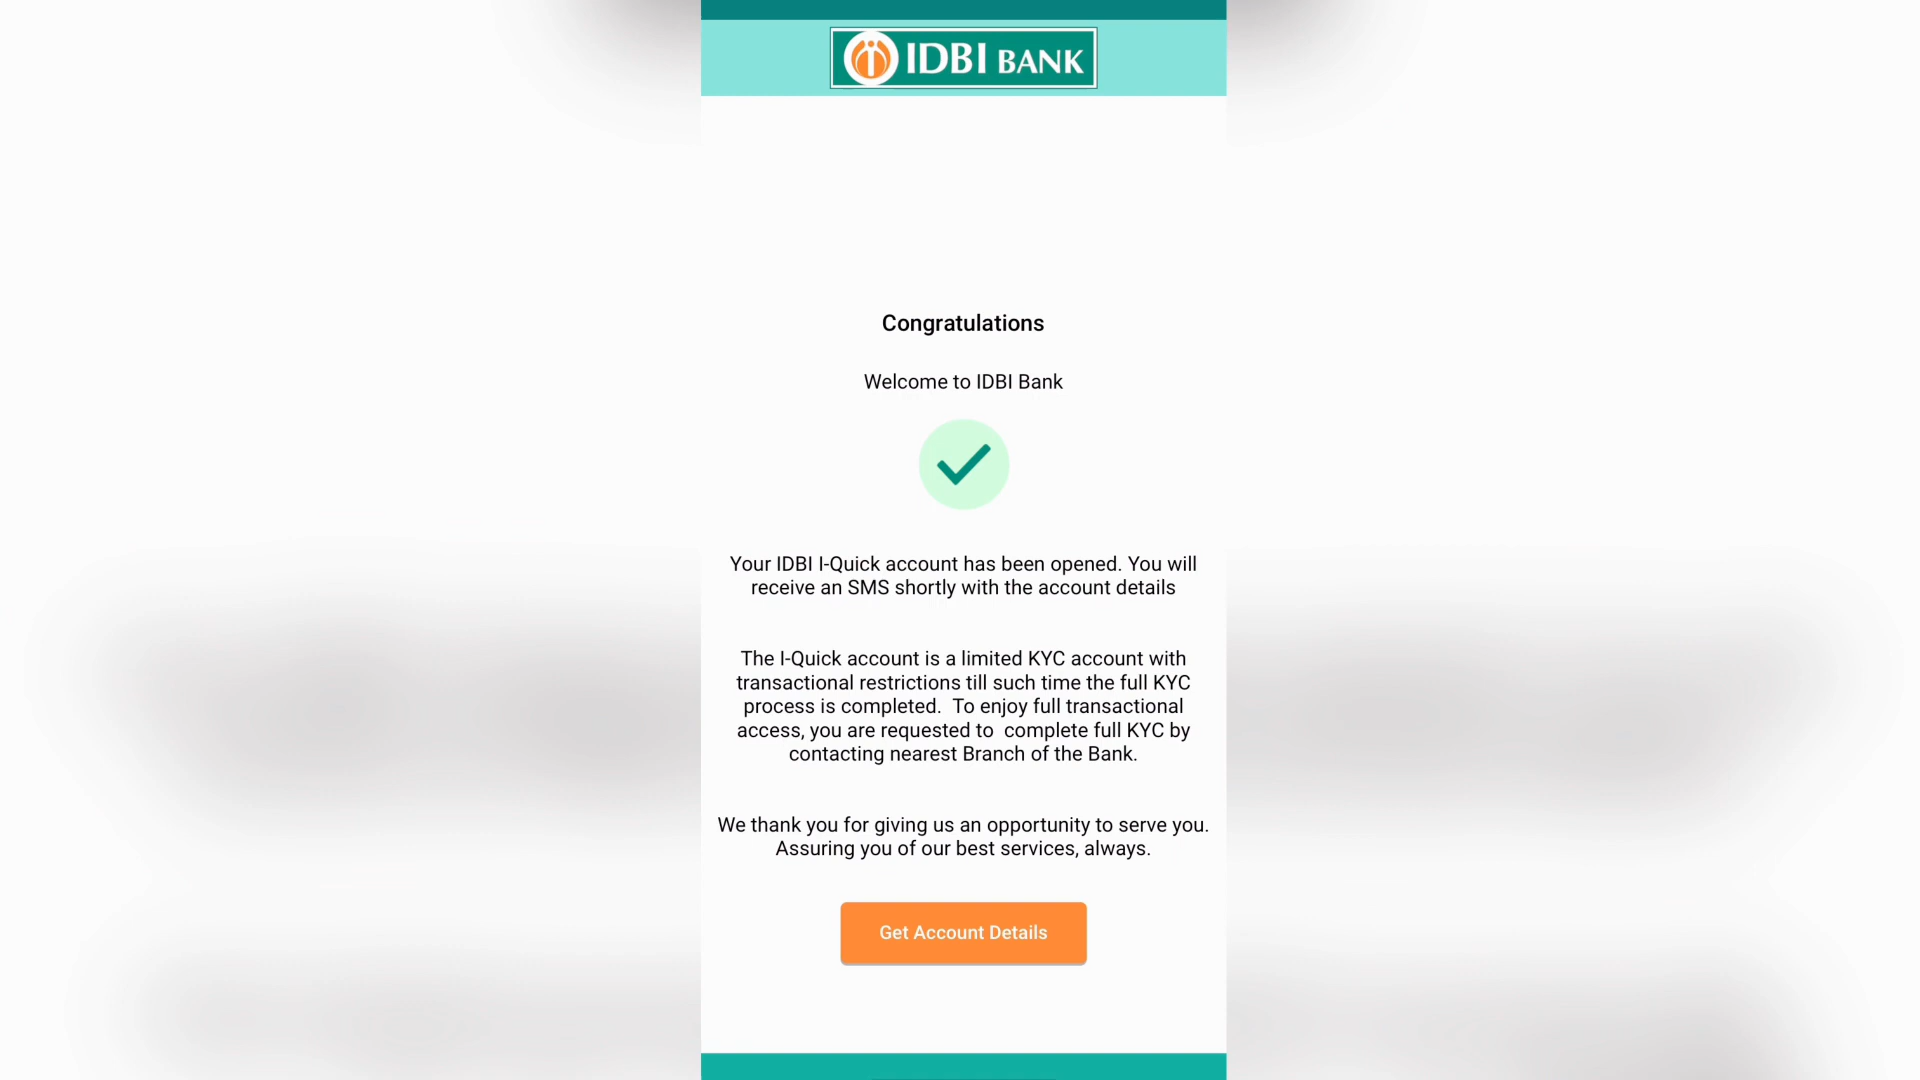 IDBI BANK
Congratulations
Welcome to IDBI Bank
Your IDBI I-Quick account has been opened. You will
receive an SMS shortly with the account details
The I-Quick account is a limited KYC account with
transactional restrictions till such time the full KYC
process is completed.  To enjoy full transactional
access, you are requested to  complete full KYC by
contacting nearest Branch of the Bank.
We thank you for giving us an opportunity to serve you.
Assuring you of our best services, always.
Get Account Details